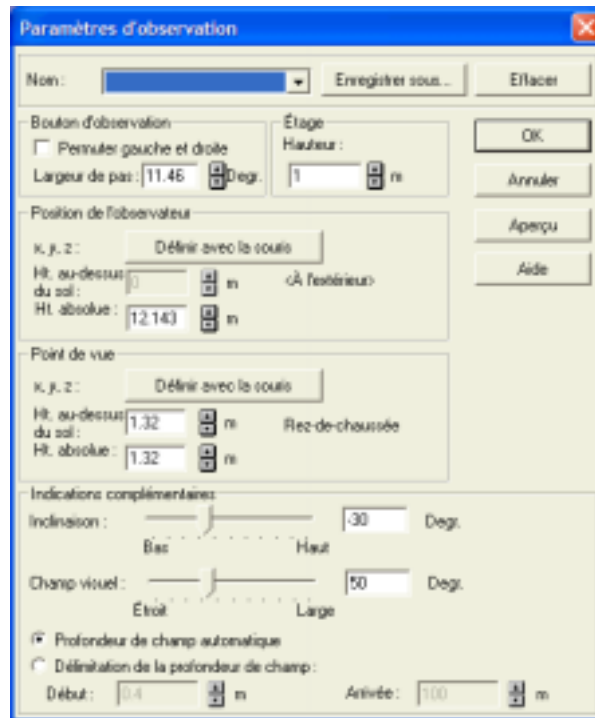 Paramètres d'observation
Nom :
Enregistrer sous...
Effacer
Bouton d'observation
Permuter gauche et droite
Largeur de pas : 11.46 Degr.
Étage
Hauteur :
1 m
OK
Annuler
Aperçu
Aide
Position de l'observateur
x, y, z : Définir avec la souris
Ht. au-dessus du sol : 0 m <À l'extérieur>
Ht. absolue : 12.143 m
Point de vue
x, y, z : Définir avec la souris
Ht. au-dessus du sol : 1.32 m Rez-de-chaussée
Ht. absolue : 1.32 m
Indications complémentaires
Inclinaison : -30 Degr.
Bas Haut
Champ visuel : 50 Degr.
Étroit Large
Profondeur de champ automatique
Délimitation de la profondeur de champ :
Début : 0.4 m Arrivée : 100 m